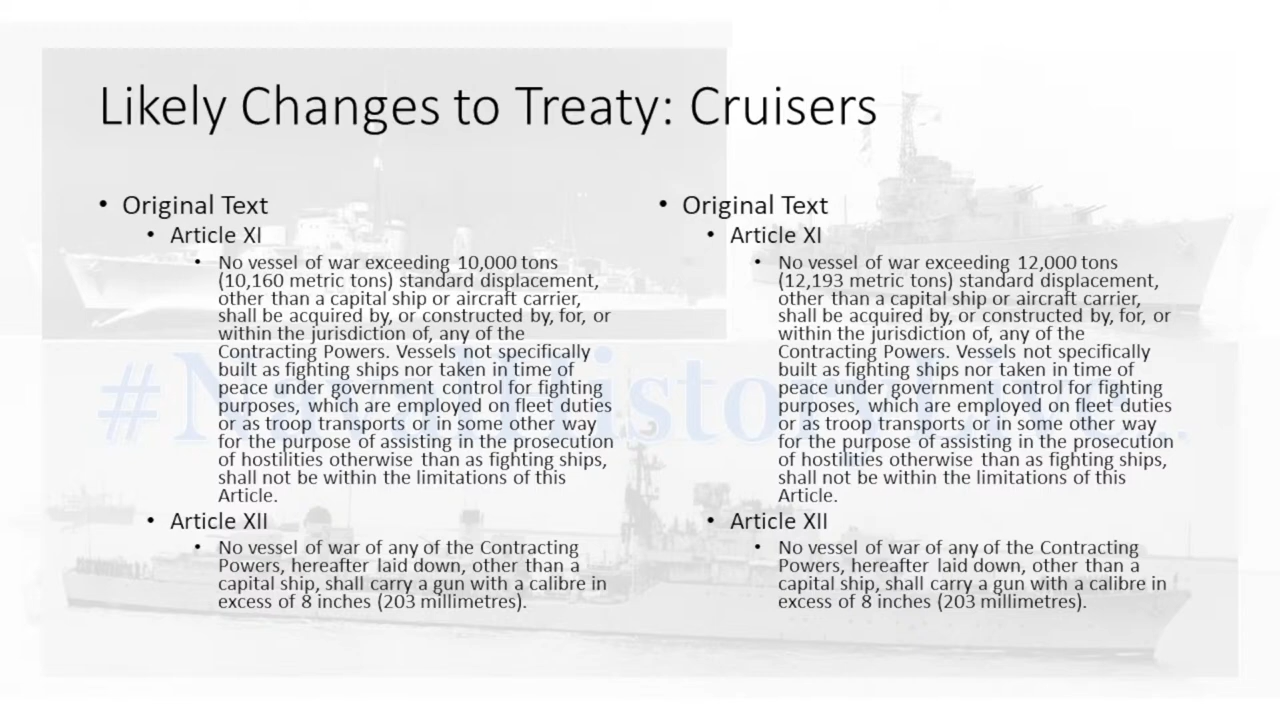 Likely Changes to Treaty: Cruisers
• Original Text
• Article XI
• No vessel of war exceeding 10,000 tons
(10,160 metric tons) standard displacement,
other than a capital ship or aircraft carrier,
shall be acquired by, or constructed by, for, or
within the jurisdiction of, any of the
Contracting Powers. Vessels not specifically
built as fighting ships nor taken in time of
peace under government control for fighting
purposes, which are employed on fleet duties
or as troop transports or in some other way
for the purpose of assisting in the prosecution
of hostilities otherwise than as fighting ships,
shall not be within the limitations of this
Article.
• Article XII
• No vessel of war of any of the Contracting
Powers, hereafter laid down, other than a
capital ship, shall carry a gun with a calibre in
excess of 8 inches (203 millimetres).
• Original Text
• Article XI
• No vessel of war exceeding 12,000 tons
(12,193 metric tons) standard displacement,
other than a capital ship or aircraft carrier,
shall be acquired by, or constructed by, for, or
within the jurisdiction of, any of the
Contracting Powers. Vessels not specifically
built as fighting ships nor taken in time of
peace under government control for fighting
purposes, which are employed on fleet duties
or as troop transports or in some other way
for the purpose of assisting in the prosecution
of hostilities otherwise than as fighting ships,
shall not be within the limitations of this
Article.
• Article XII
• No vessel of war of any of the Contracting
Powers, hereafter laid down, other than a
capital ship, shall carry a gun with a calibre in
excess of 8 inches (203 millimetres).